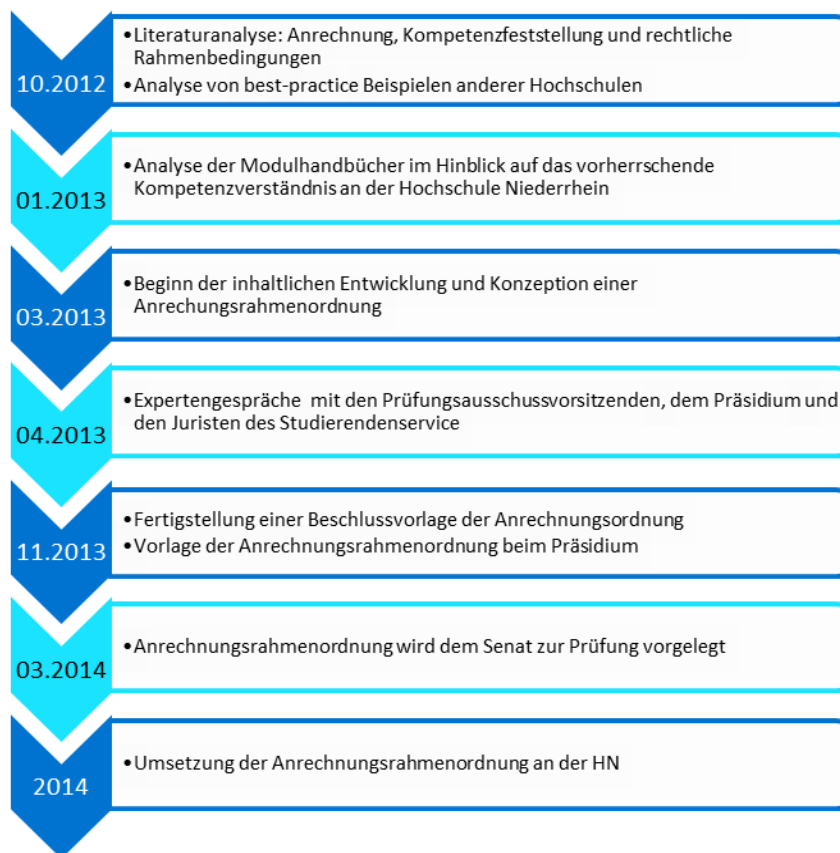 10.2012
•Literaturanalyse: Anrechnung, Kompetenzfeststellung und rechtliche
Rahmenbedingungen
•Analyse von best-practice Beispielen anderer Hochschulen
01.2013
•Analyse der Modulhandbücher im Hinblick auf das vorherrschende
Kompetenzverständnis an der Hochschule Niederrhein
03.2013
•Beginn der inhaltlichen Entwicklung und Konzeption einer
Anrechungsrahmenordnung
04.2013
•Expertengespräche mit den Prüfungsausschussvorsitzenden, dem Präsidium und
den Juristen des Studierendenservice
11.2013
•Fertigstellung einer Beschlussvorlage der Anrechnungsordnung
•Vorlage der Anrechnungsrahmenordnung beim Präsidium
03.2014
•Anrechnungsrahmenordnung wird dem Senat zur Prüfung vorgelegt
2014
•Umsetzung der Anrechnungsrahmenordnung an der HN